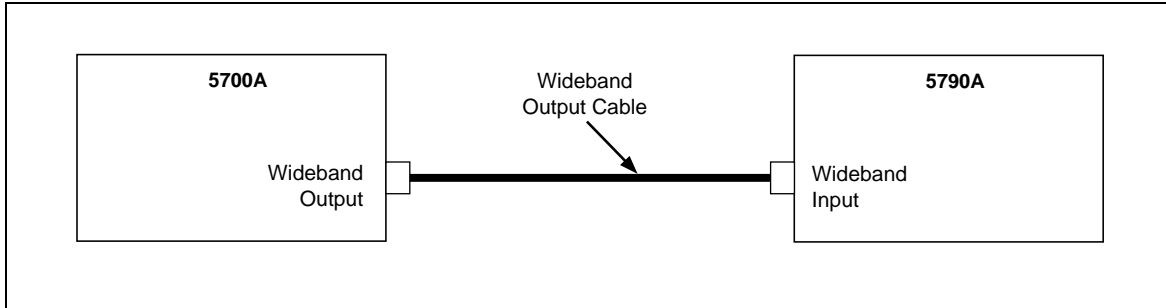 5700A
Wideband
Output Cable
5790A
Wideband
Output
Wideband
Input